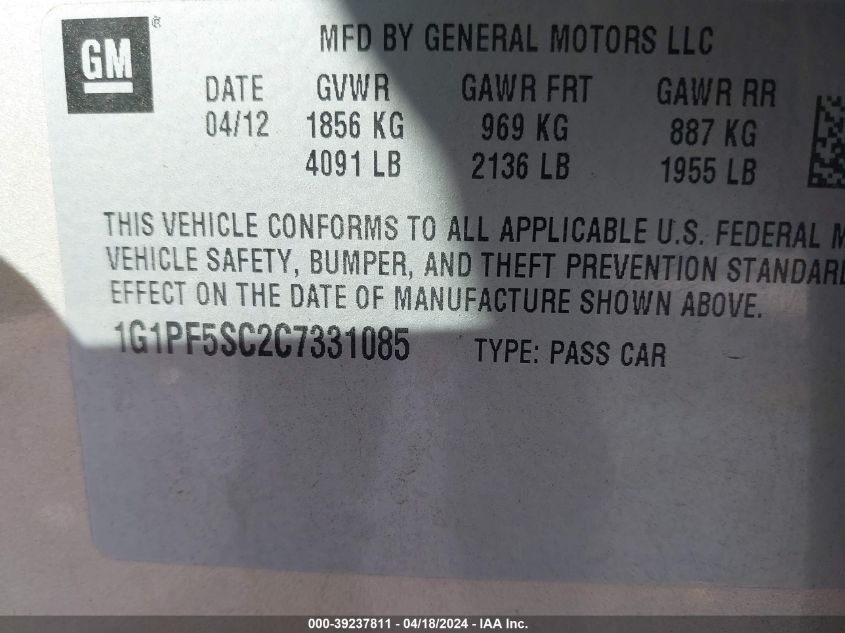 GM ®
MFD BY GENERAL MOTORS LLC
DATE GVWR GAWR FRT GAWR RR
04/12 1856 KG 969 KG 887 KG
4091 LB 2136 LB 1955 LB
THIS VEHICLE CONFORMS TO ALL APPLICABLE U.S. FEDERAL M
VEHICLE SAFETY, BUMPER, AND THEFT PREVENTION STANDARD
EFFECT ON THE DATE OF MANUFACTURE SHOWN ABOVE.
1G1PF5SC2C7331085 TYPE: PASS CAR
000-39237811 - 04/18/2024 - IAA Inc.